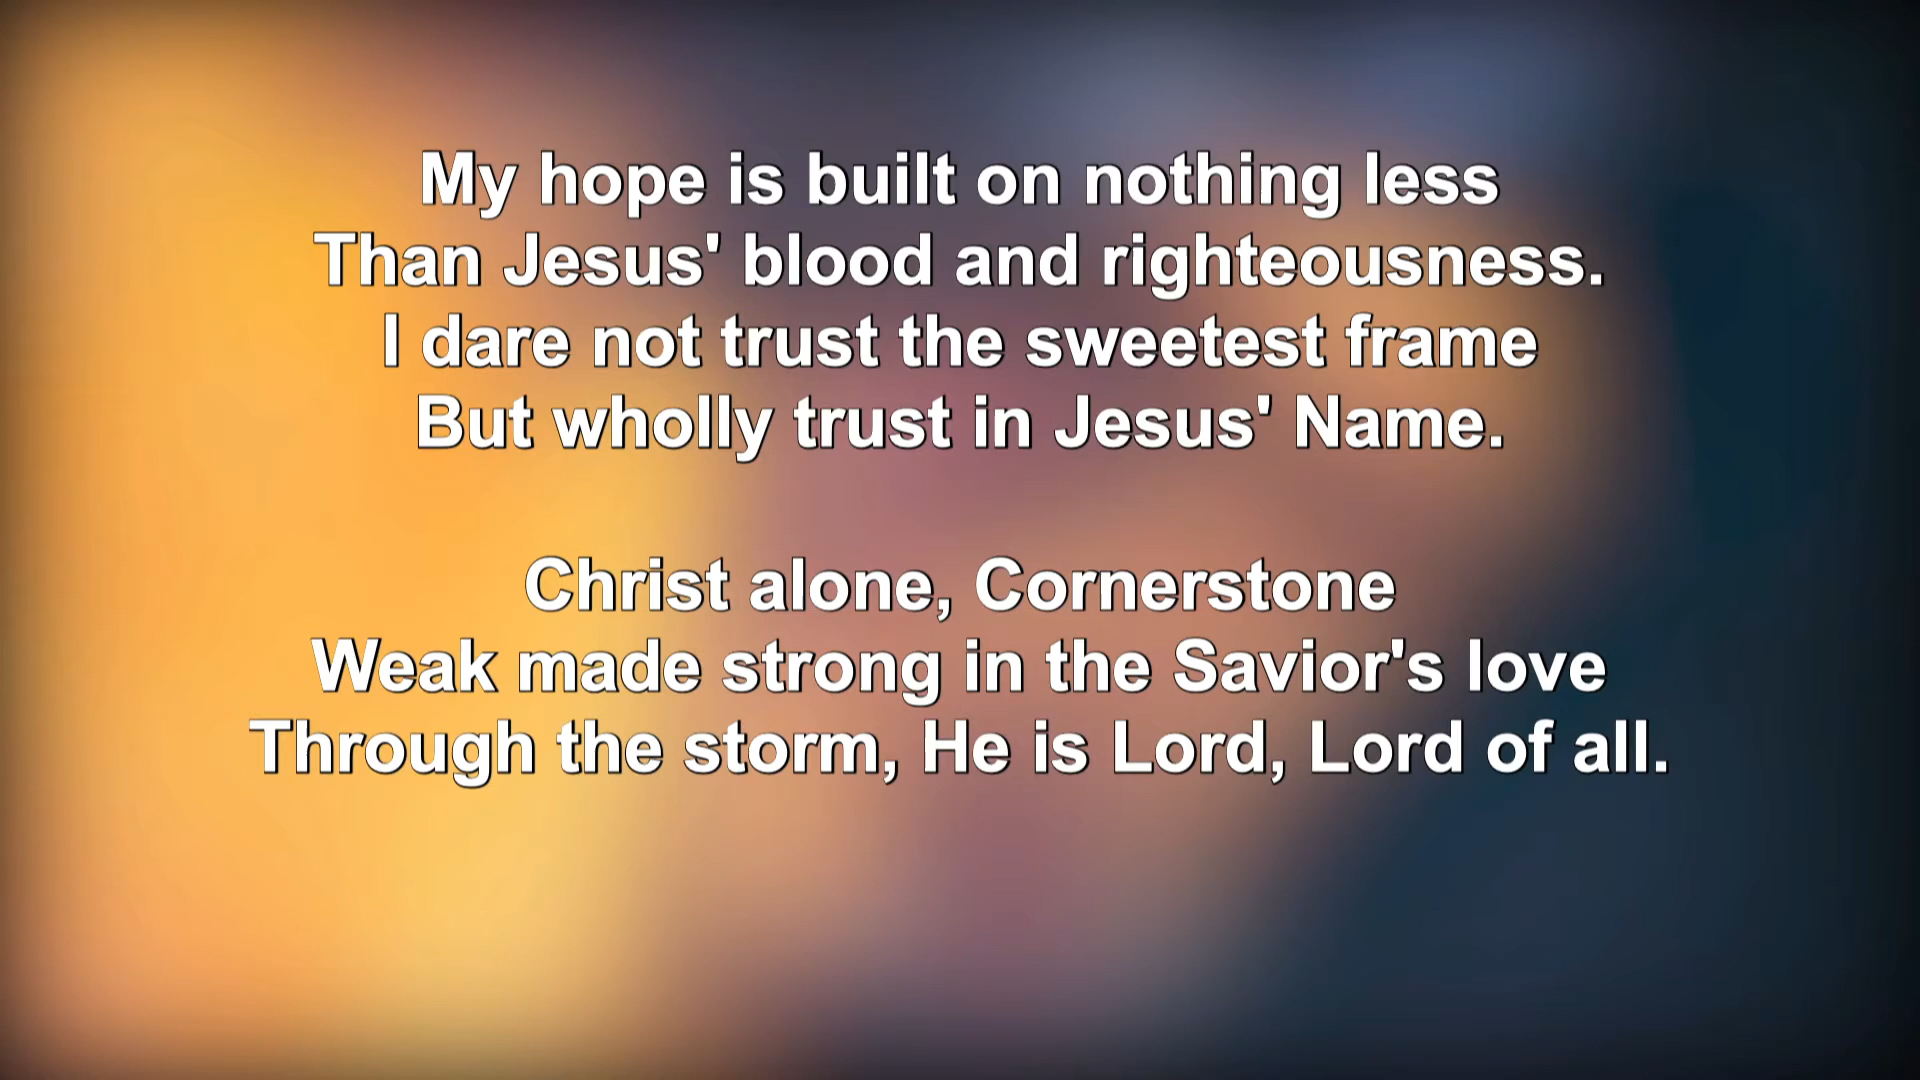 My hope is built on nothing less
Than Jesus' blood and righteousness.
I dare not trust the sweetest frame
But wholly trust in Jesus' Name.
Christ alone, Cornerstone
Weak made strong in the Savior's love
Through the storm, He is Lord, Lord of all.